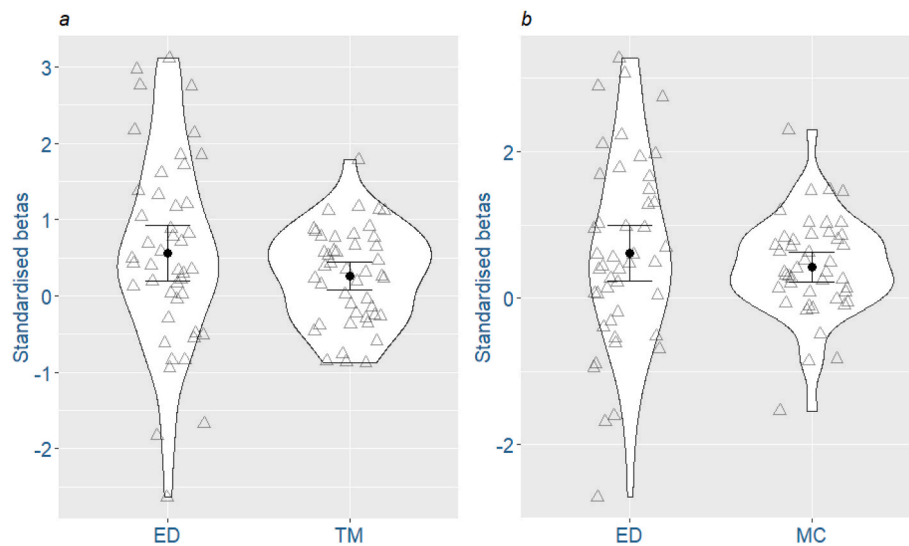 a
Standardised betas
3
2
1
0
-1
-2
ED
TM
b
Standardised betas
2
0
-2
ED
MC